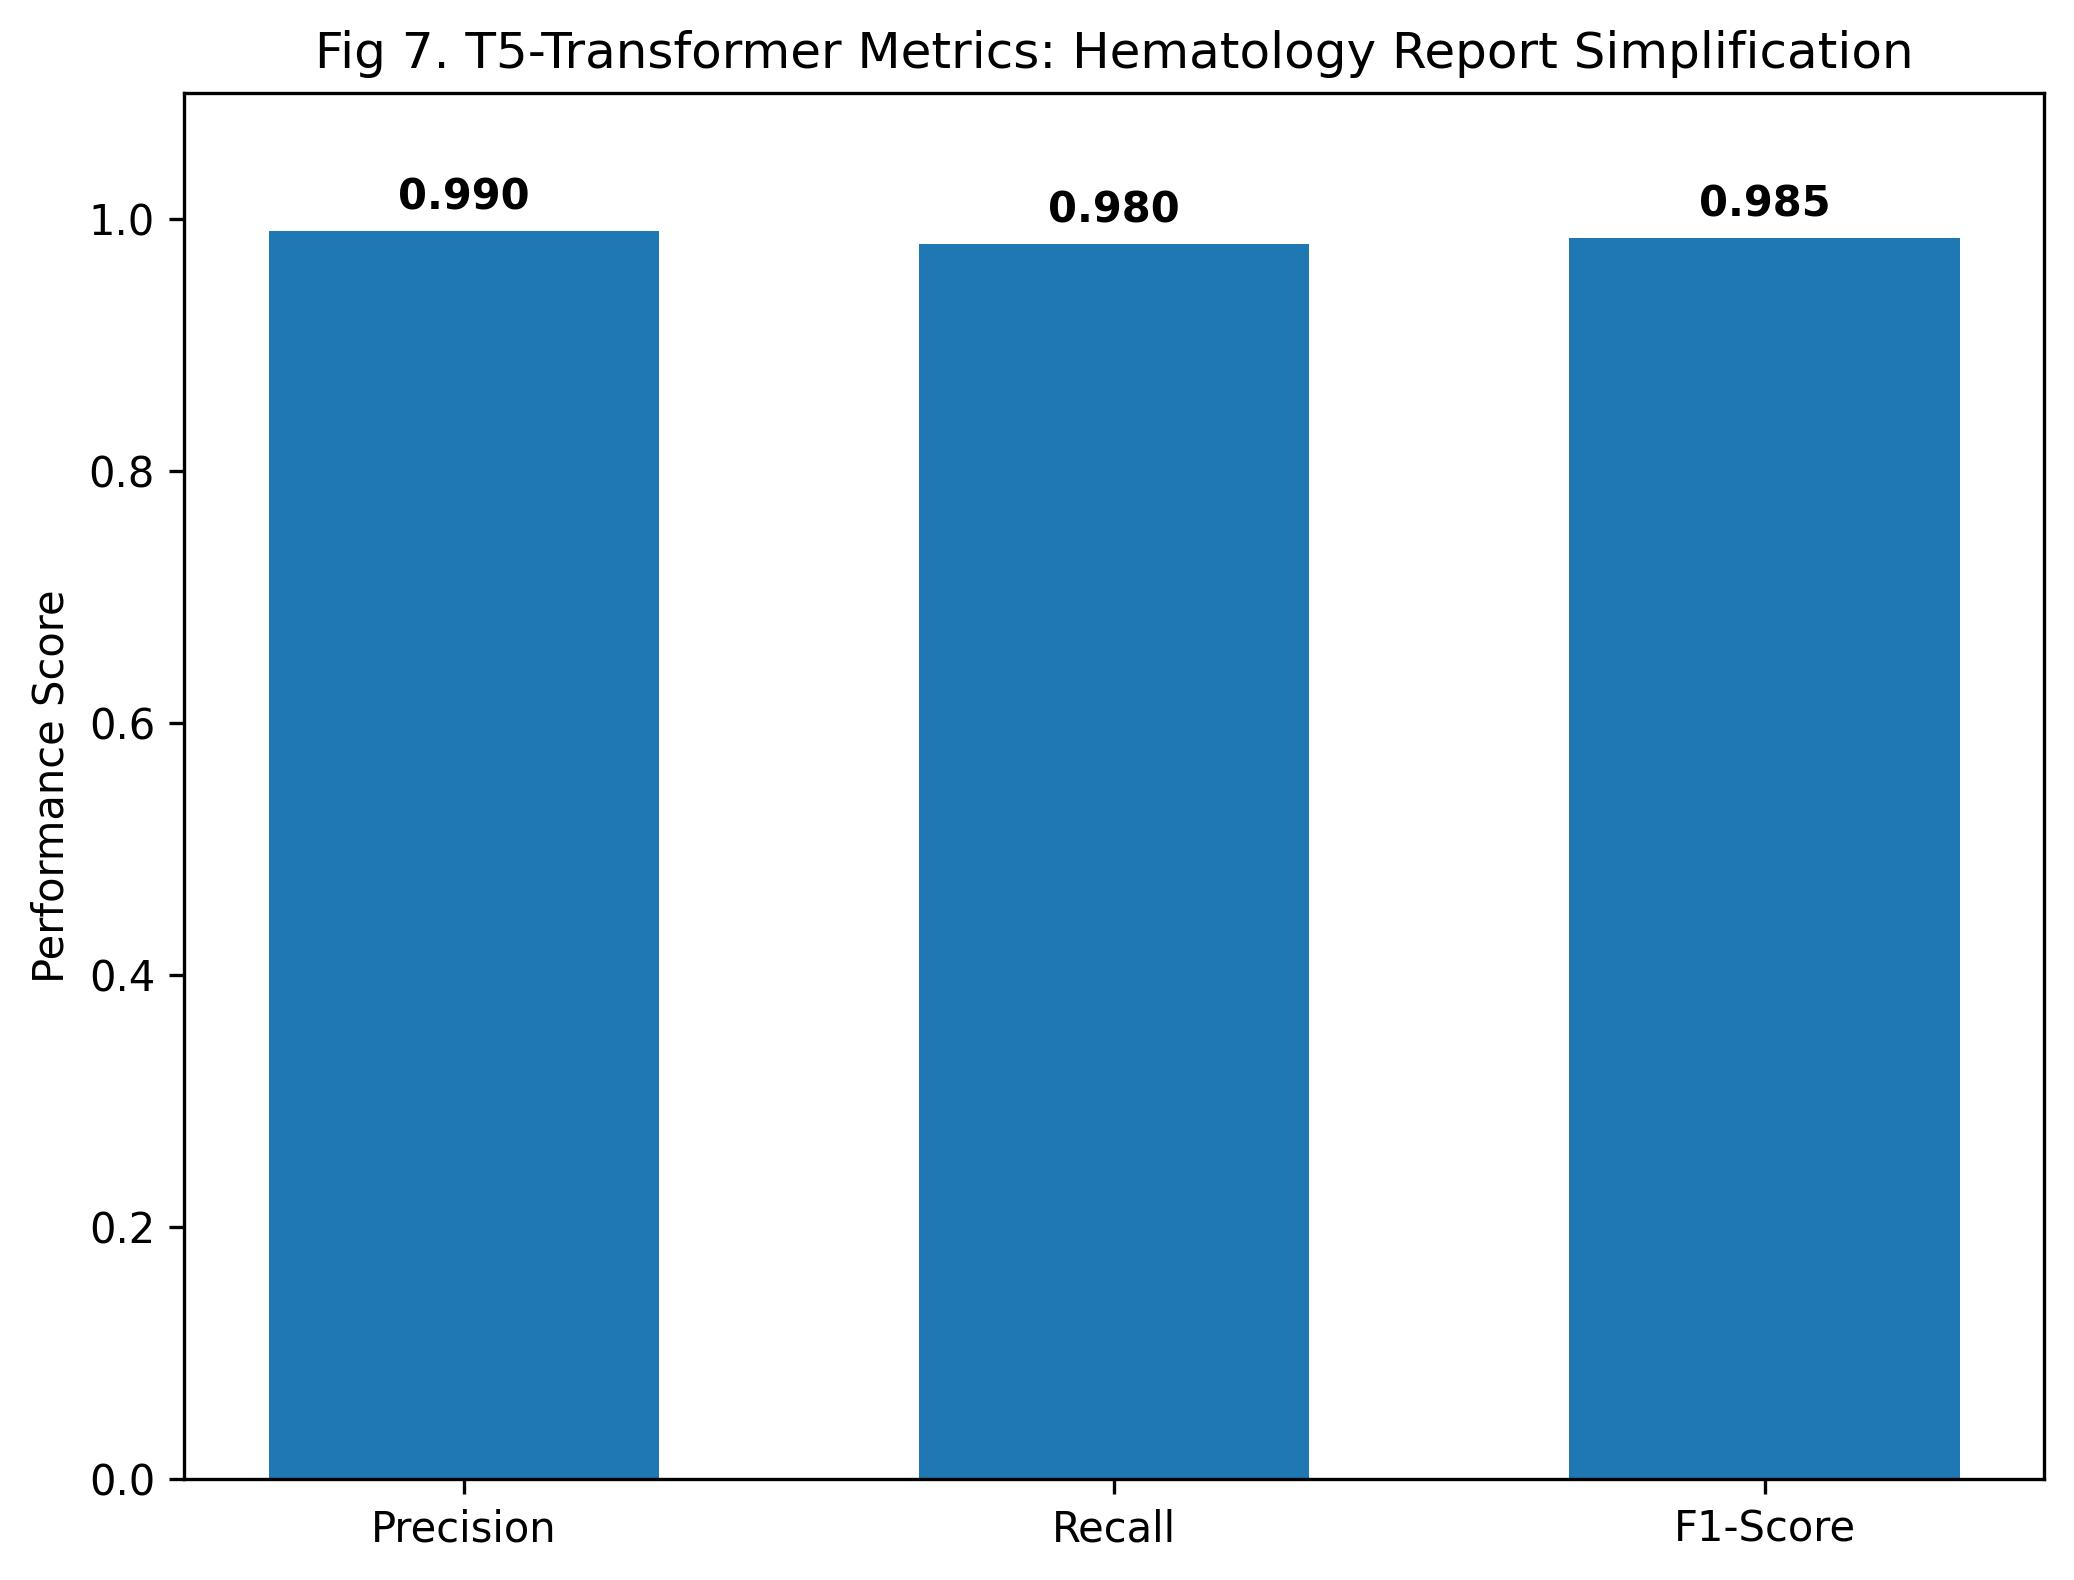 Fig 7. T5-Transformer Metrics: Hematology Report Simplification
Performance Score
1.0
0.8
0.6
0.4
0.2
0.0
0.990
0.980
0.985
Precision
Recall
F1-Score